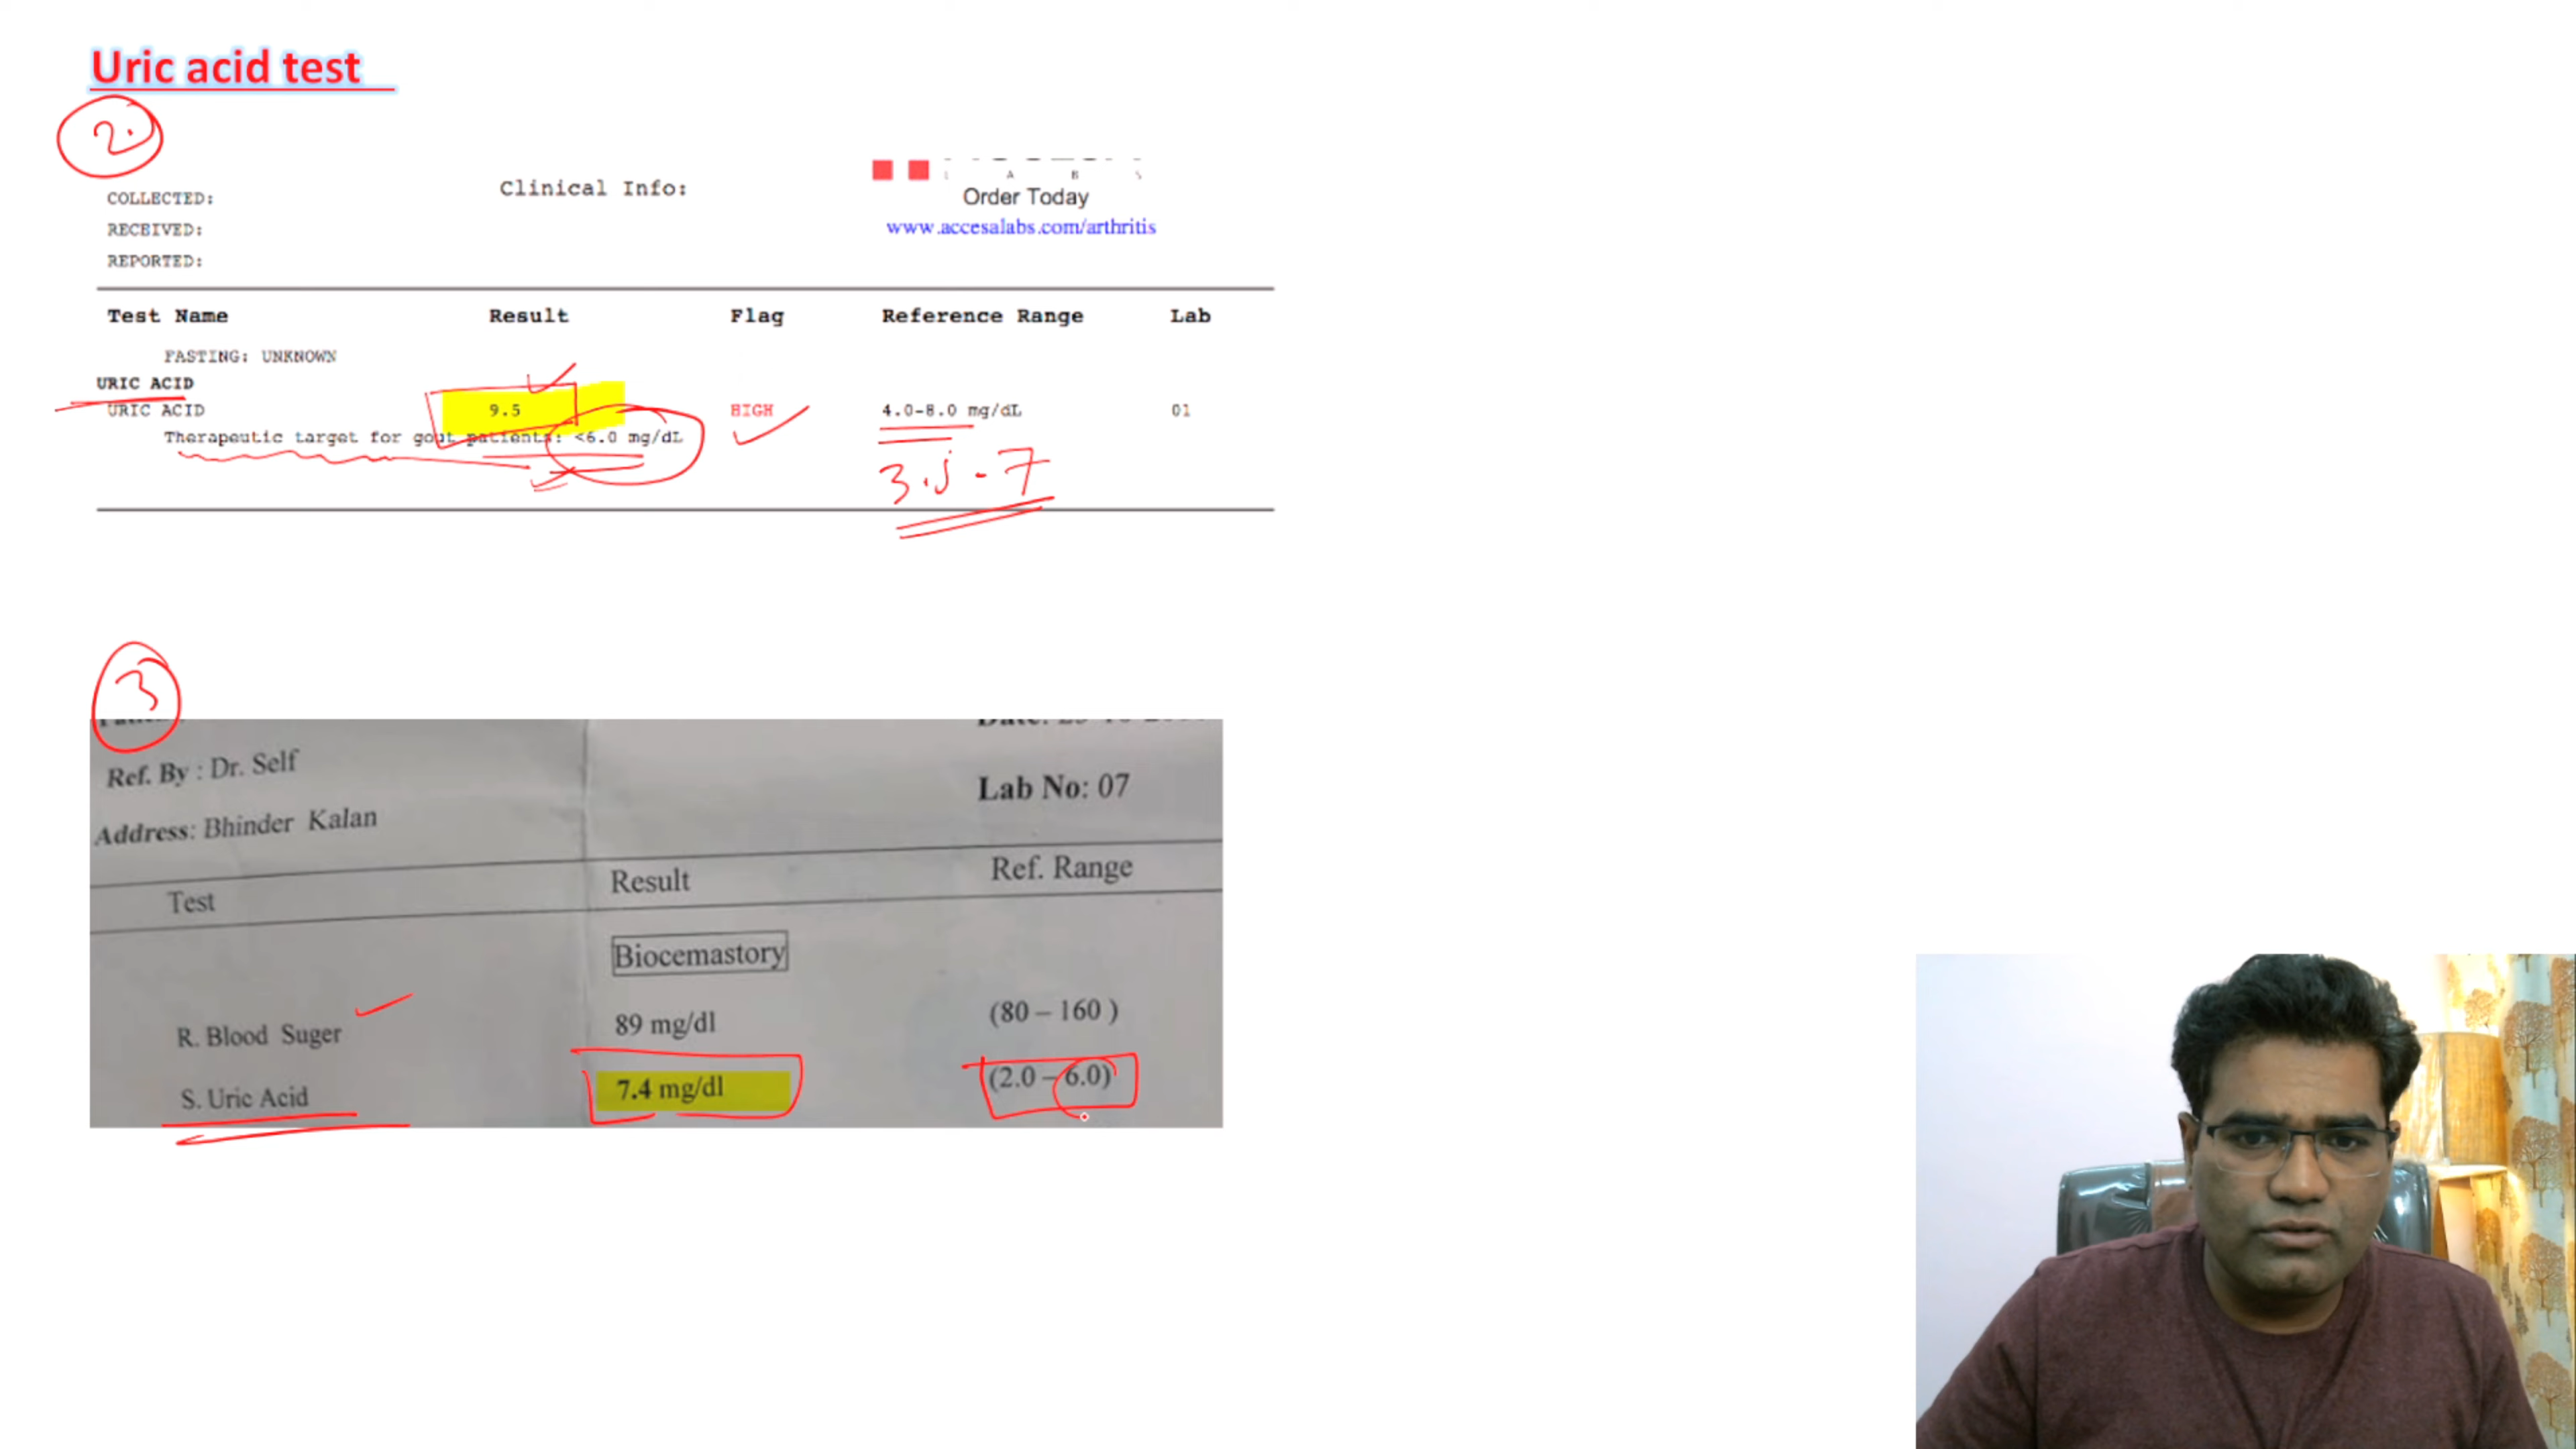 Uric acid test
2.
Clinical Info:
L A B S
Order Today
www.accesalabs.com/arthritis
COLLECTED:
RECEIVED:
REPORTED:
Test Name Result Flag Reference Range Lab
FASTING: UNKNOWN
URIC ACID
URIC ACID 9.5 HIGH 4.0-8.0 mg/dL 01
Therapeutic target for gout patients: <6.0 mg/dL
3.5 - 7
3
Ref. By : Dr. Self
Lab No: 07
Address: Bhinder Kalan
Test Result Ref. Range
Biocemastory
R. Blood Suger 89 mg/dl (80 – 160 )
S. Uric Acid 7.4 mg/dl (2.0 – 6.0)